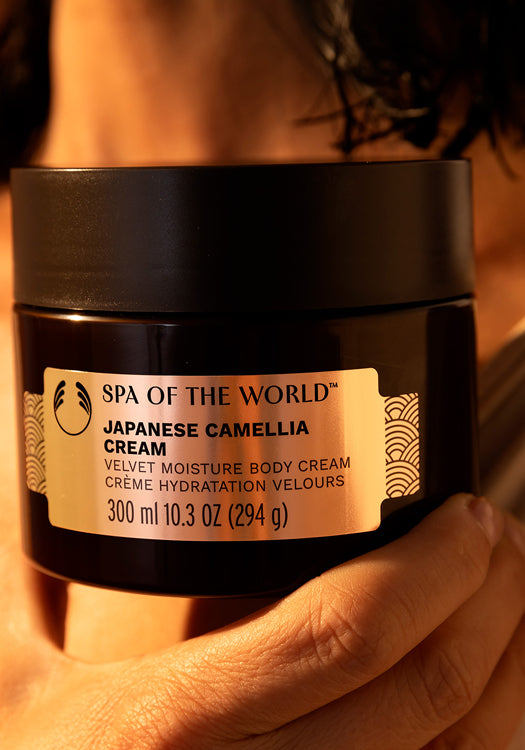 SPA OF THE WORLD™
JAPANESE CAMELLIA
CREAM
VELVET MOISTURE BODY CREAM
CRÈME HYDRATATION VELOURS
300 ml 10.3 OZ (294 g)